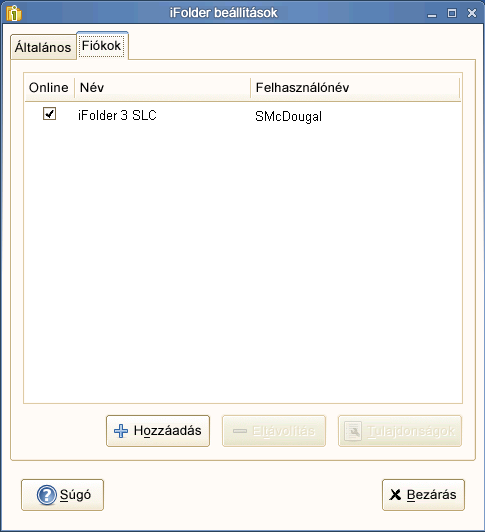 iFolder beállítások
Általános Fiókok
Online Név Felhasználónév
iFolder 3 SLC SMcDougal
Hozzáadás Eltávolítás Tulajdonságok
Súgó Bezárás